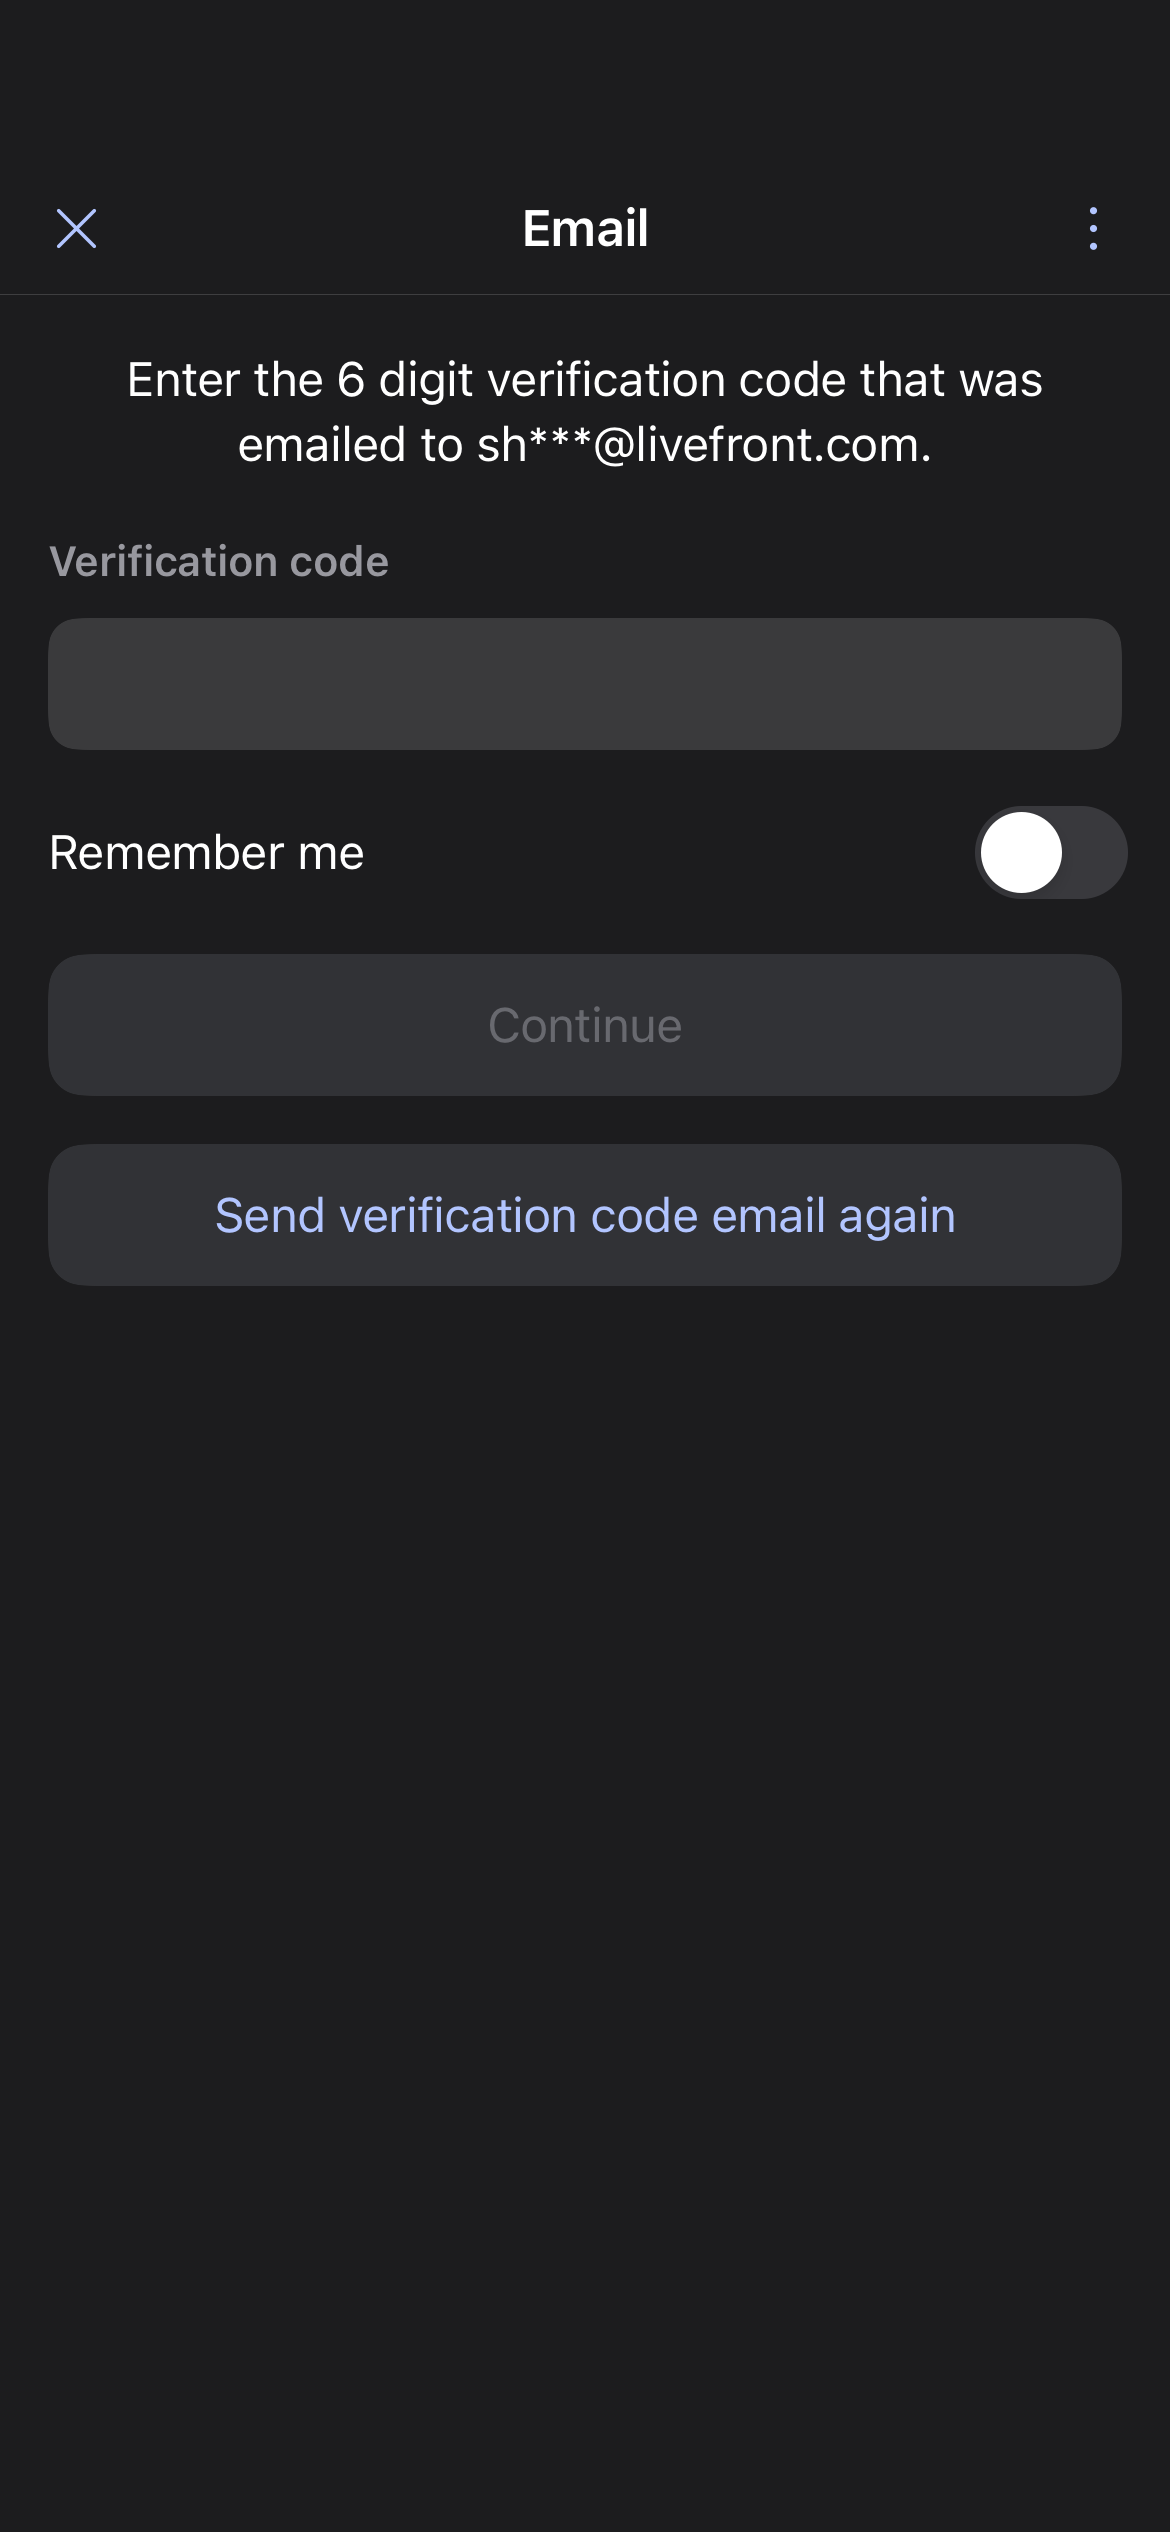 Email
Enter the 6 digit verification code that was
emailed to sh***@livefront.com.
Verification code
Remember me
Continue
Send verification code email again